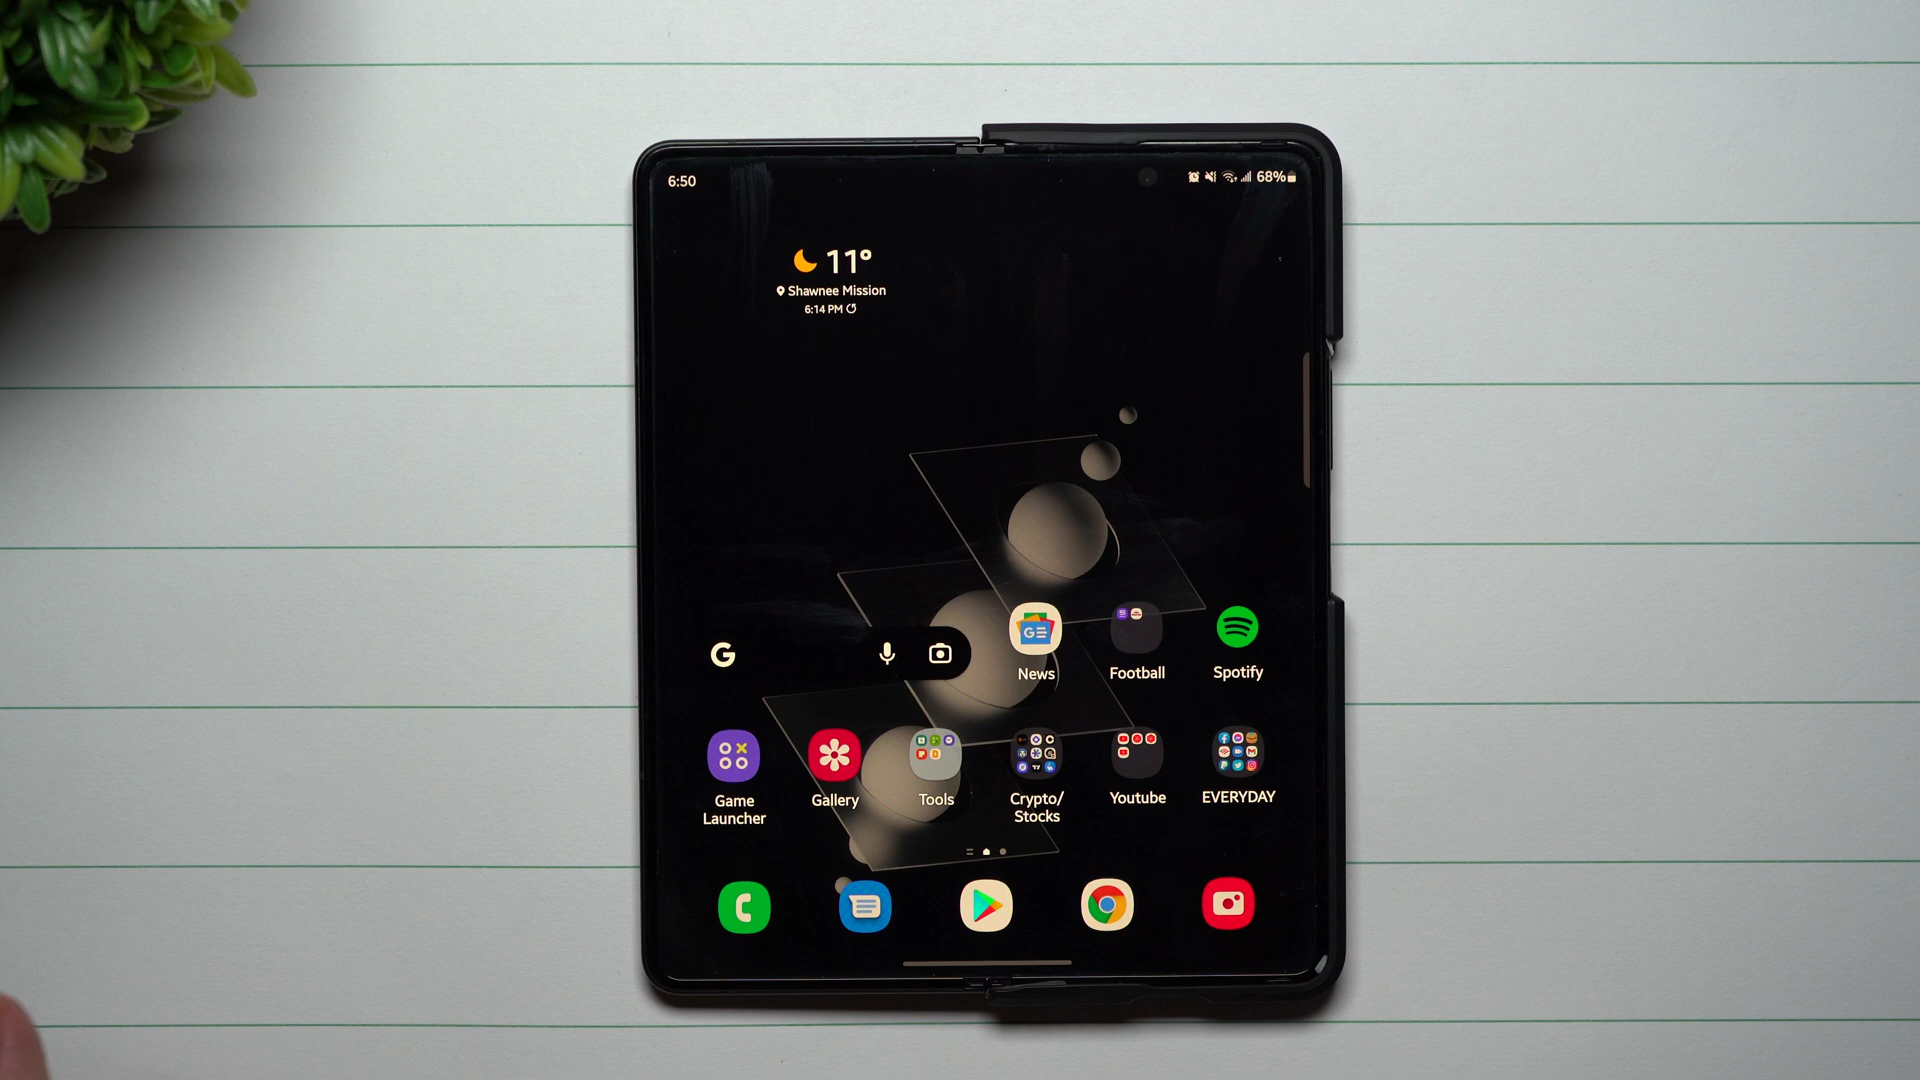 6:50
68%
11°
Shawnee Mission
6:14 PM
G
News
Football
Spotify
Game
Launcher
Gallery
Tools
Crypto/
Stocks
Youtube
EVERYDAY